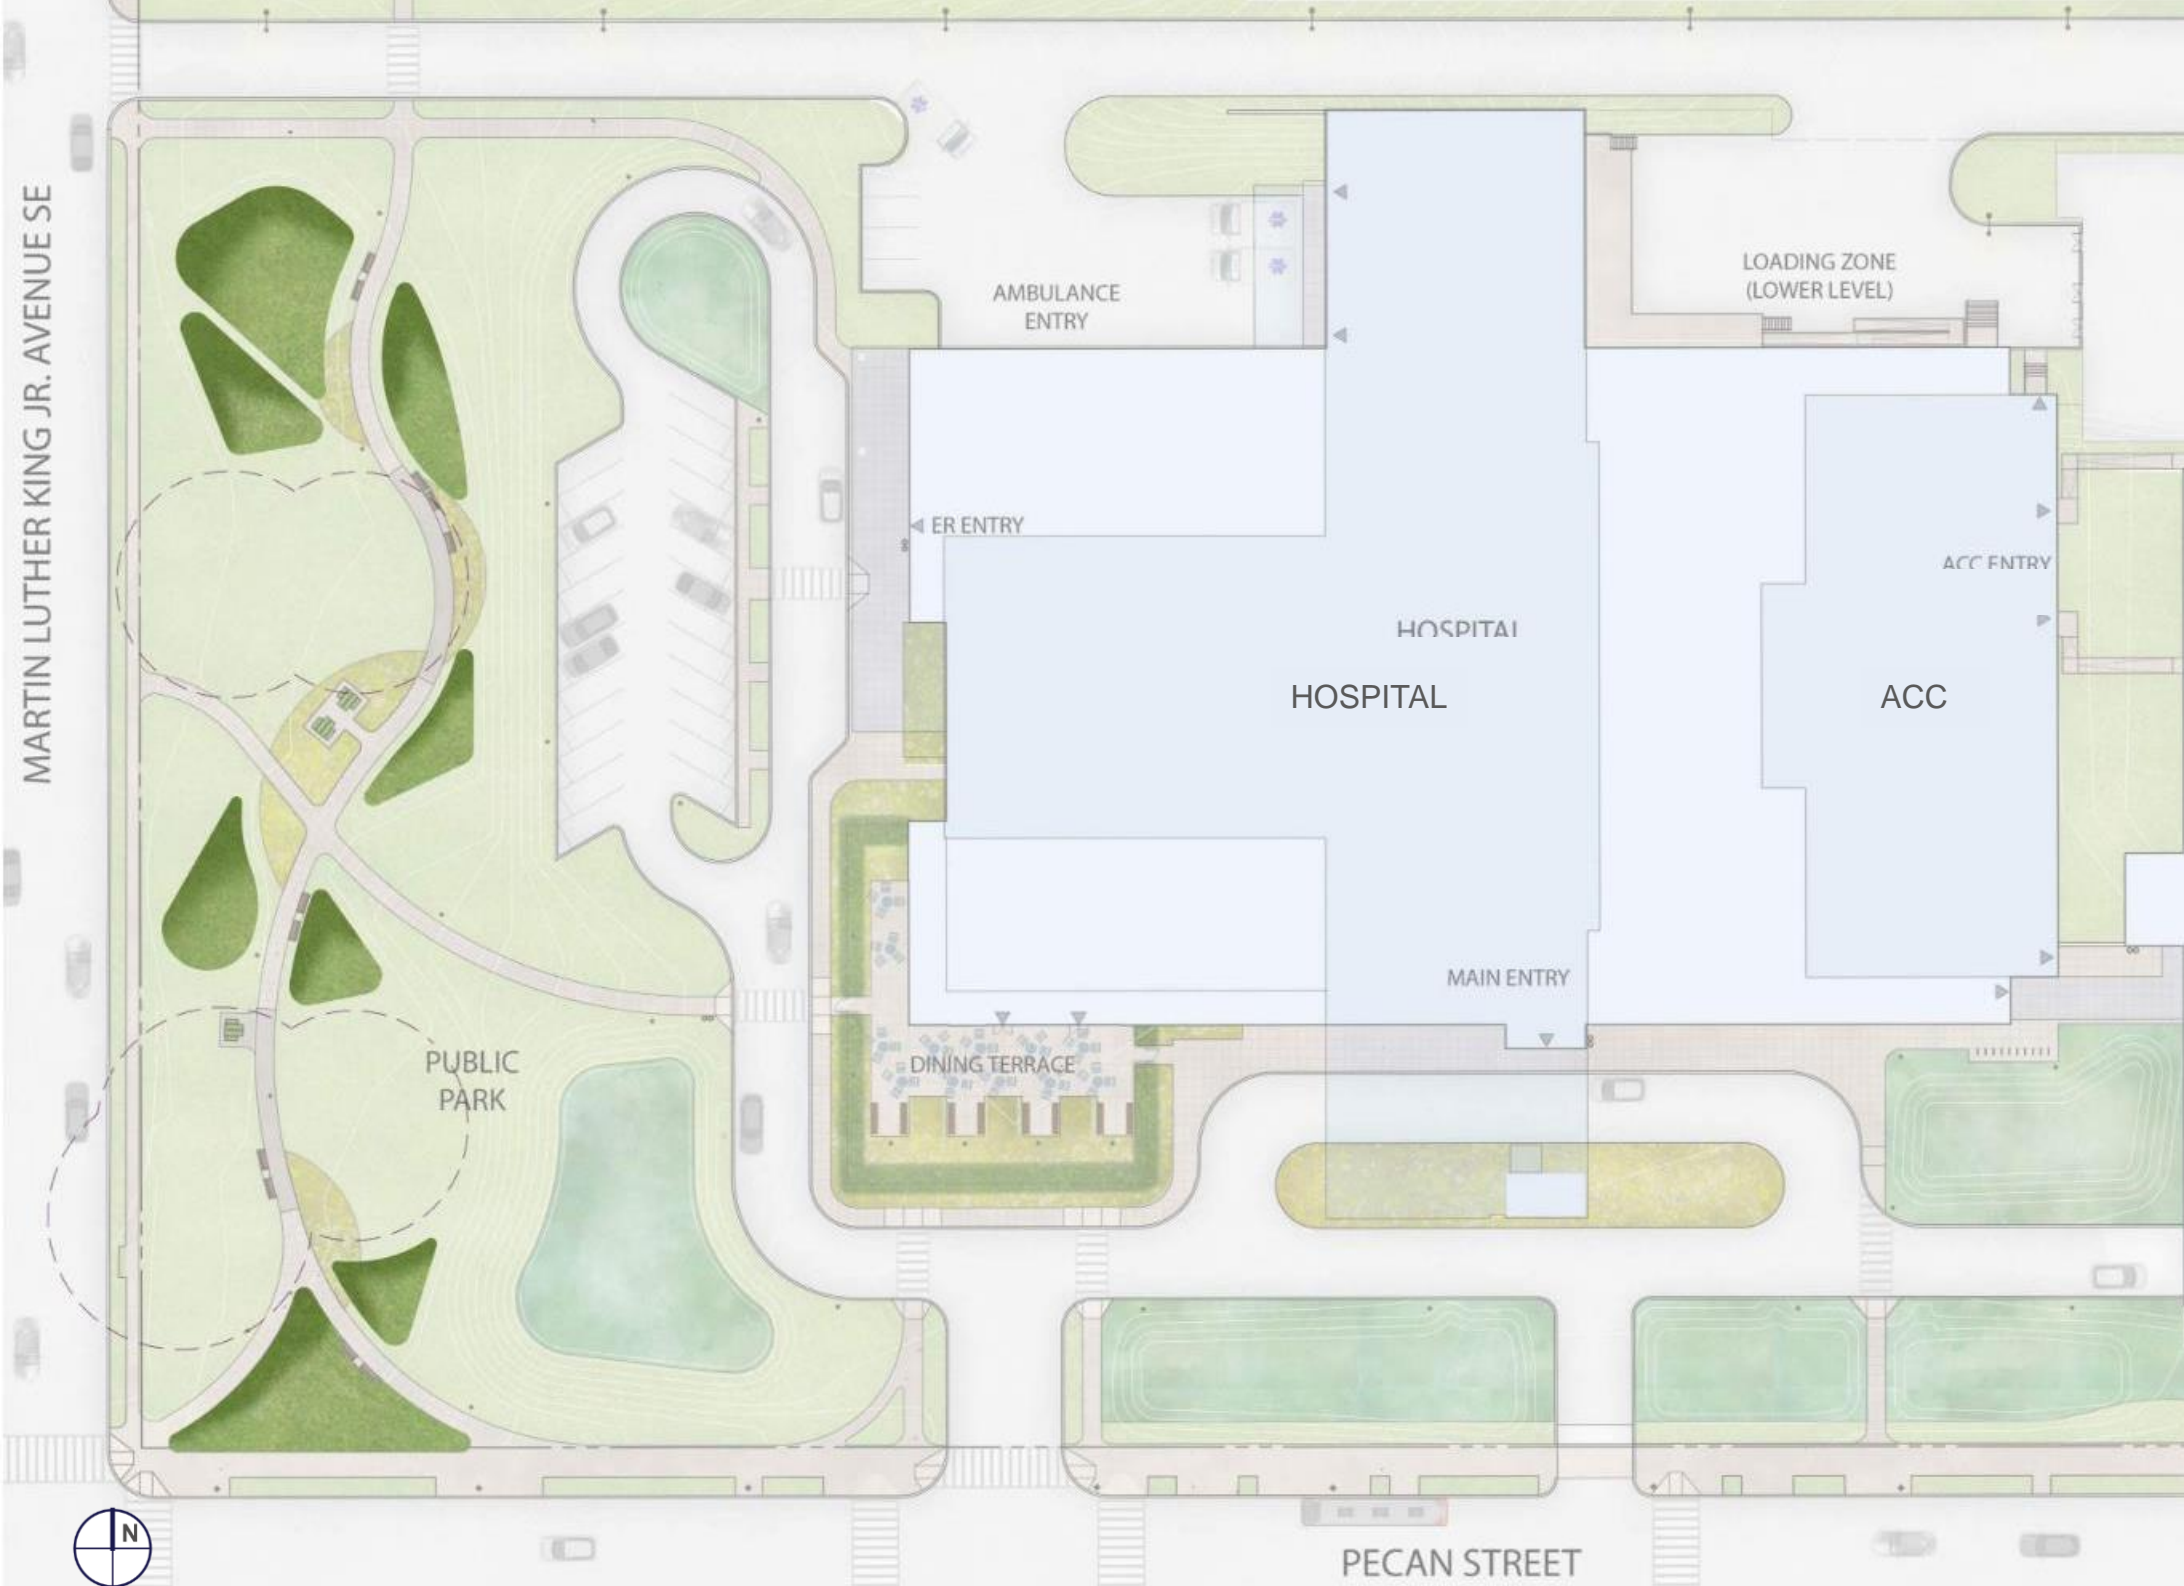 MARTIN LUTHER KING JR. AVENUE SE
AMBULANCE
ENTRY
LOADING ZONE
(LOWER LEVEL)
ER ENTRY
ACC ENTRY
HOSPITAL
HOSPITAL
ACC
MAIN ENTRY
PUBLIC
PARK
DINING TERRACE
N
PECAN STREET